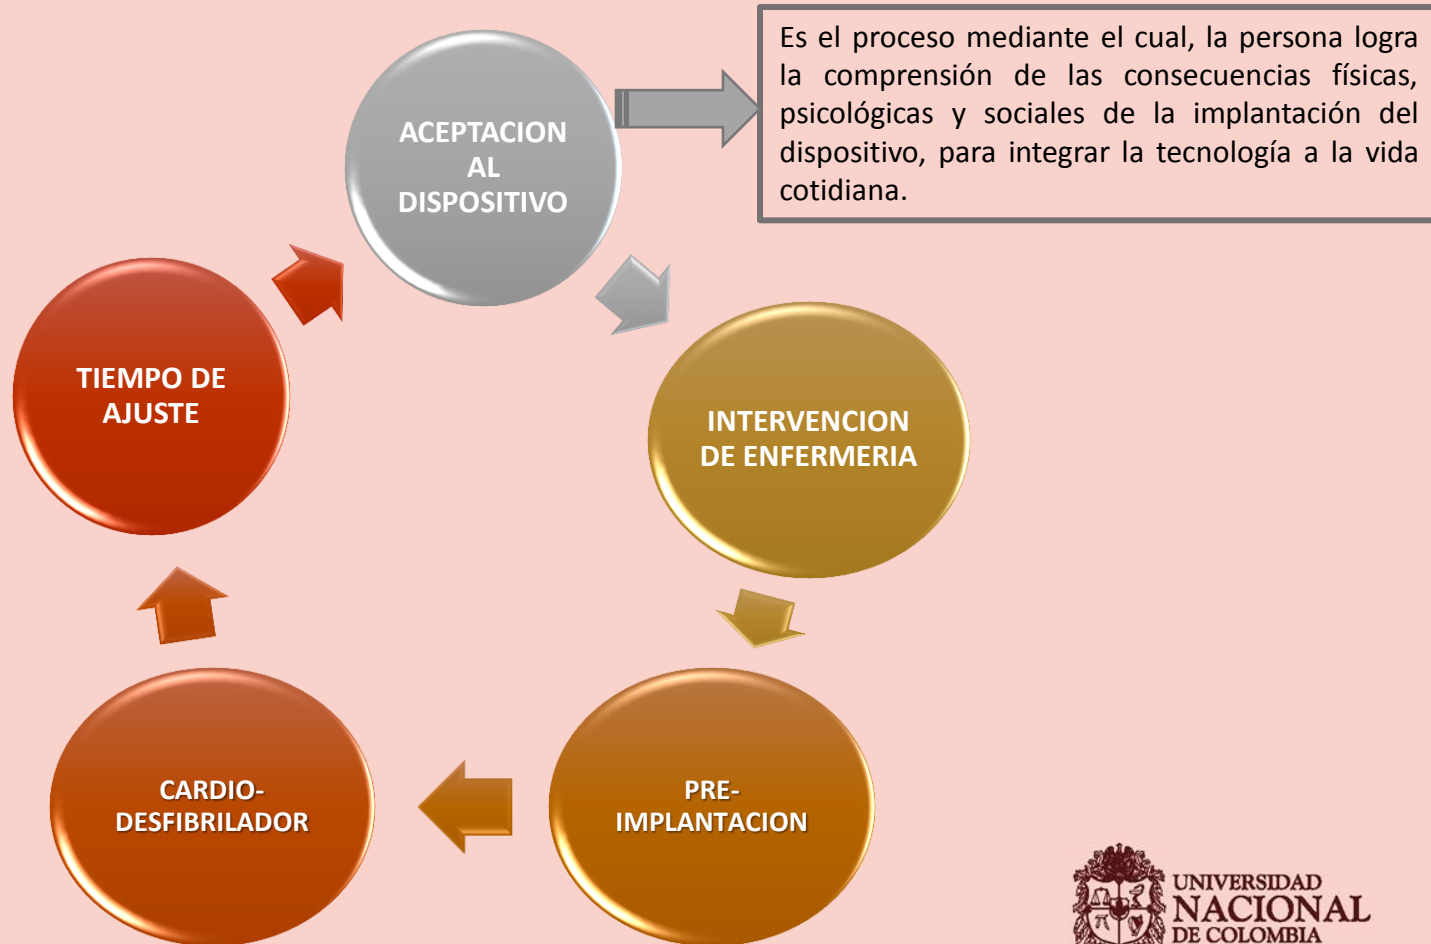 Es el proceso mediante el cual, la persona logra
la comprensión de las consecuencias físicas,
psicológicas y sociales de la implantación del
dispositivo, para integrar la tecnología a la vida
cotidiana.
ACEPTACION
AL
DISPOSITIVO
TIEMPO DE
AJUSTE
INTERVENCION
DE ENFERMERIA
CARDIO-
DESFIBRILADOR
PRE-
IMPLANTACION
UNIVERSIDAD
NACIONAL
DE COLOMBIA